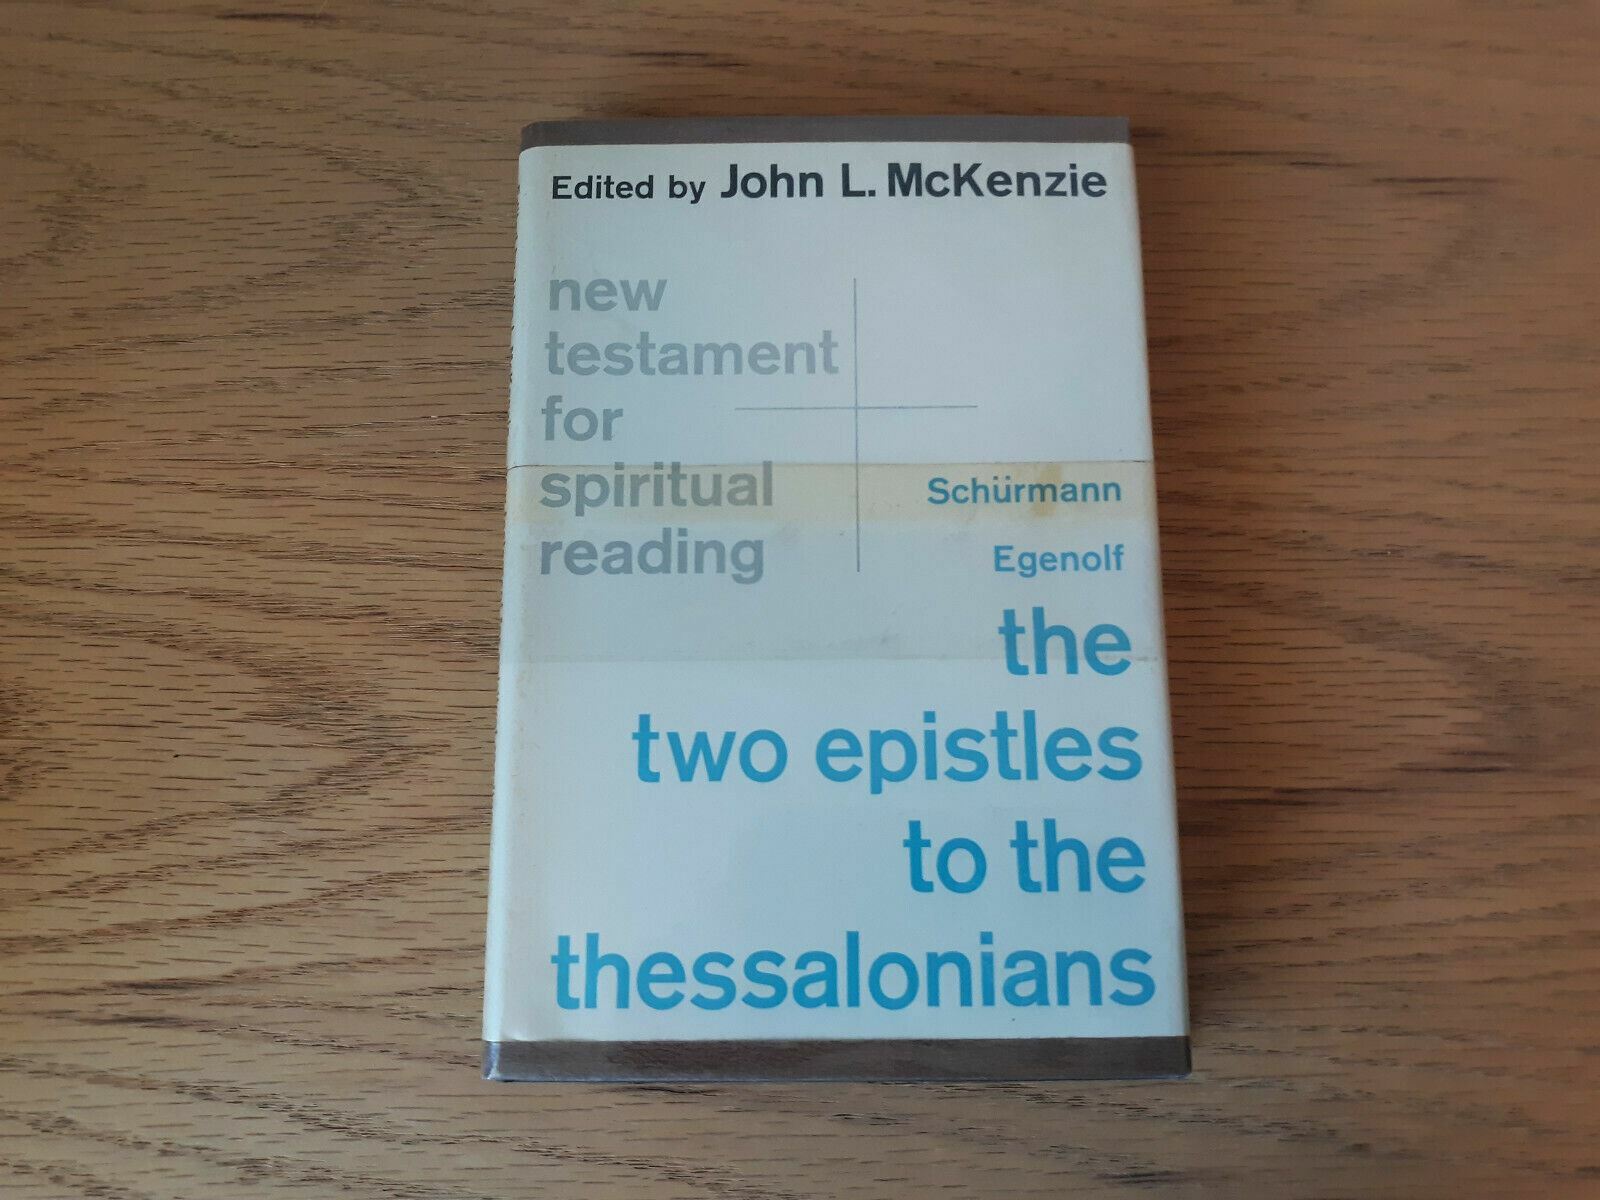 Edited by John L. McKenzie
new
testament
for
spiritual
reading
Schürmann
Egenolf
the
two epistles
to the
thessalonians